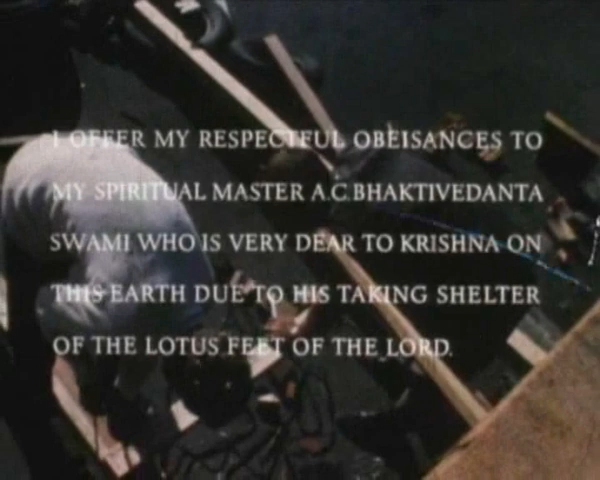 I OFFER MY RESPECTFUL OBEISANCES TO
MY SPIRITUAL MASTER A.C.BHAKTIVEDANTA
SWAMI WHO IS VERY DEAR TO KRISHNA ON
THIS EARTH DUE TO HIS TAKING SHELTER
OF THE LOTUS FEET OF THE LORD.